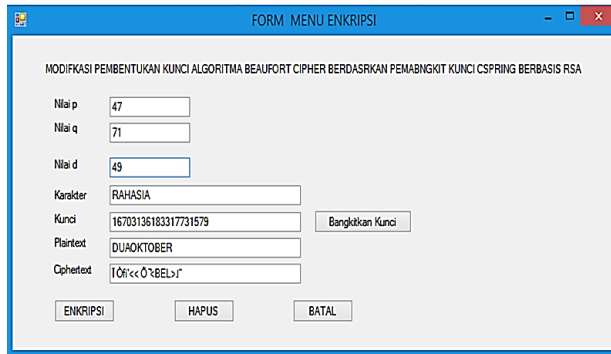 FORM MENU ENKRIPSI
MODIFKASI PEMBENTUKAN KUNCI ALGORITMA BEAUFORT CIPHER BERDASRKAN PEMABNGKIT KUNCI CSPRING BERBASIS RSA
Nilai p 47
Nilai q 71
Nilai d 49
Karakter RAHASIA
Kunci 16703136183317731579 Bangkitkan Kunci
Plaintext DUAOKTOBER
Ciphertext
ENKRIPSI HAPUS BATAL